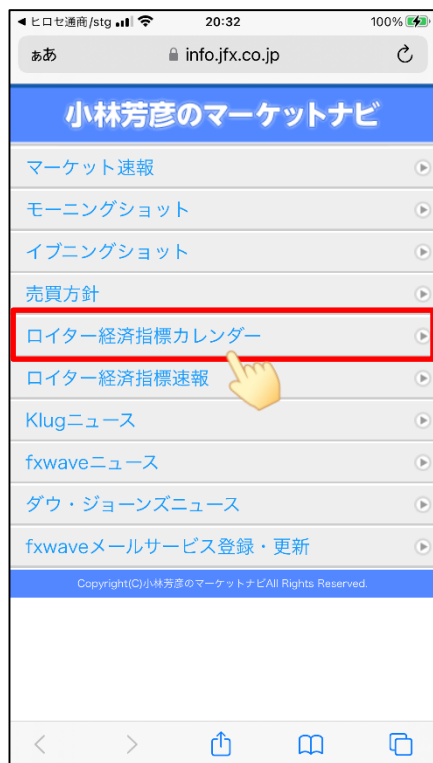 ◀ヒロセ通商/stg 20:32 100%
ぁあ info.jfx.co.jp
小林芳彦のマーケットナビ
マーケット速報
モーニングショット
イブニングショット
売買方針
ロイター経済指標カレンダー
ロイター経済指標速報
Klugニュース
fxwaveニュース
ダウ・ジョーンズニュース
fxwaveメールサービス登録・更新
Copyright(C)小林芳彦のマーケットナビAll Rights Reserved.